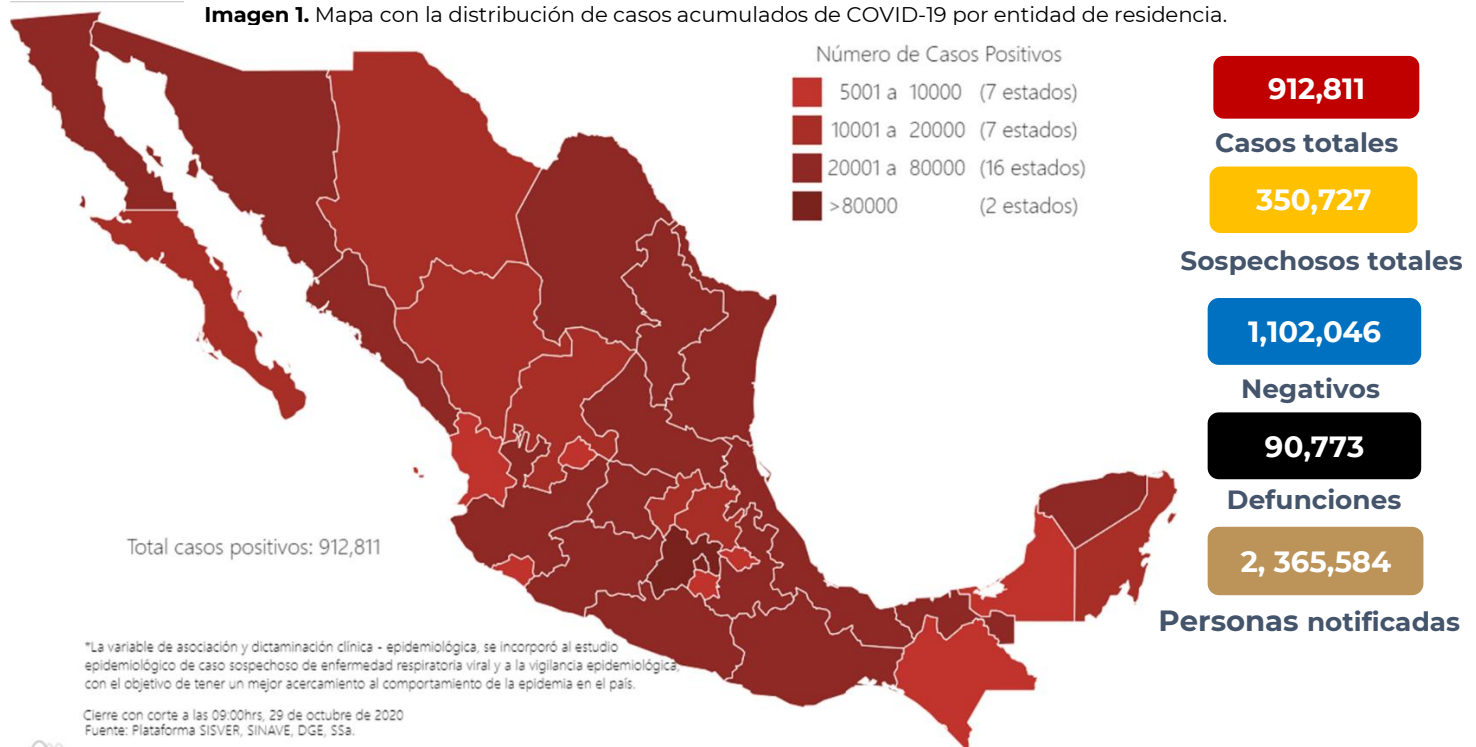 Imagen 1. Mapa con la distribución de casos acumulados de COVID-19 por entidad de residencia.
Número de Casos Positivos
5001 a 10000 (7 estados)
10001 a 20000 (7 estados)
20001 a 80000 (16 estados)
>80000 (2 estados)
912,811
Casos totales
350,727
Sospechosos totales
1,102,046
Negativos
90,773
Defunciones
2, 365,584
Personas notificadas
Total casos positivos: 912,811
*La variable de asociación y dictaminación clínica - epidemiológica, se incorporó al estudio
epidemiológico de caso sospechoso de enfermedad respiratoria viral y a la vigilancia epidemiológica,
con el objetivo de tener un mejor acercamiento al comportamiento de la epidemia en el país.
Cierre con corte a las 09:00hrs, 29 de octubre de 2020
Fuente: Plataforma SISVER, SINAVE, DGE, SSa.